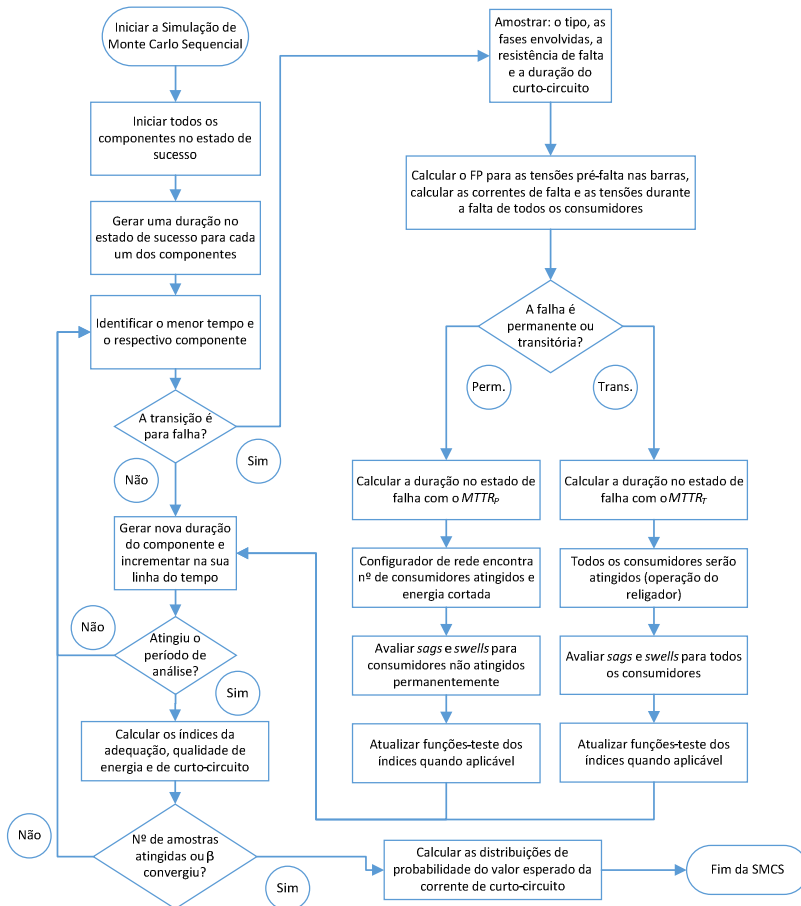 Iniciar a Simulação de
Monte Carlo Sequencial
Iniciar todos os
componentes no estado de
sucesso
Gerar uma duração no
estado de sucesso para cada
um dos componentes
Identificar o menor tempo e
o respectivo componente
A transição é
para falha?
Sim
Não
Gerar nova duração
do componente e
incrementar na sua
linha do tempo
Não
Atingiu o
período de
análise?
Sim
Calcular os índices da
adequação, qualidade de
energia e de curto-circuito
Não
Nº de amostras
atingidas ou β
convergiu?
Sim
Amostrar: o tipo, as
fases envolvidas, a
resistência de falta
e a duração do
curto-circuito
Calcular o FP para as tensões pré-falta nas barras,
calcular as correntes de falta e as tensões durante
a falta de todos os consumidores
A falha é
permanente ou
transitória?
Perm.
Trans.
Calcular a duração no estado de
falha com o MTTRP
Configurador de rede encontra
nº de consumidores atingidos e
energia cortada
Avaliar sags e swells para
consumidores não atingidos
permanentemente
Atualizar funções-teste dos
índices quando aplicável
Calcular a duração no estado de
falha com o MTTRT
Todos os consumidores serão
atingidos (operação do
religador)
Avaliar sags e swells para todos
os consumidores
Atualizar funções-teste dos
índices quando aplicável
Calcular as distribuições de
probabilidade do valor esperado da
corrente de curto-circuito
Fim da SMCS